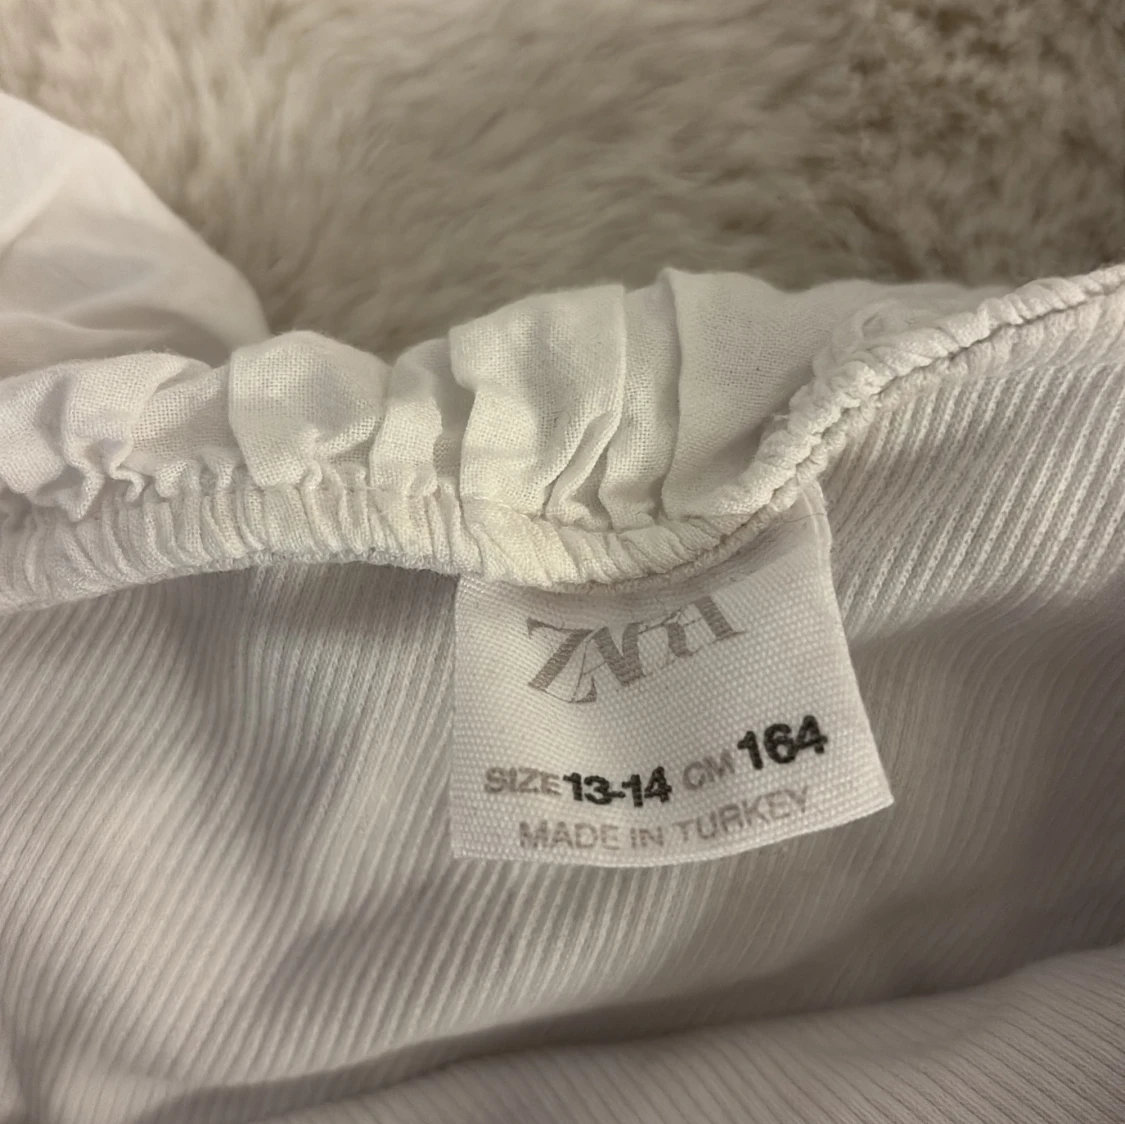 ZARA
SIZE 13-14 CM 164
MADE IN TURKEY